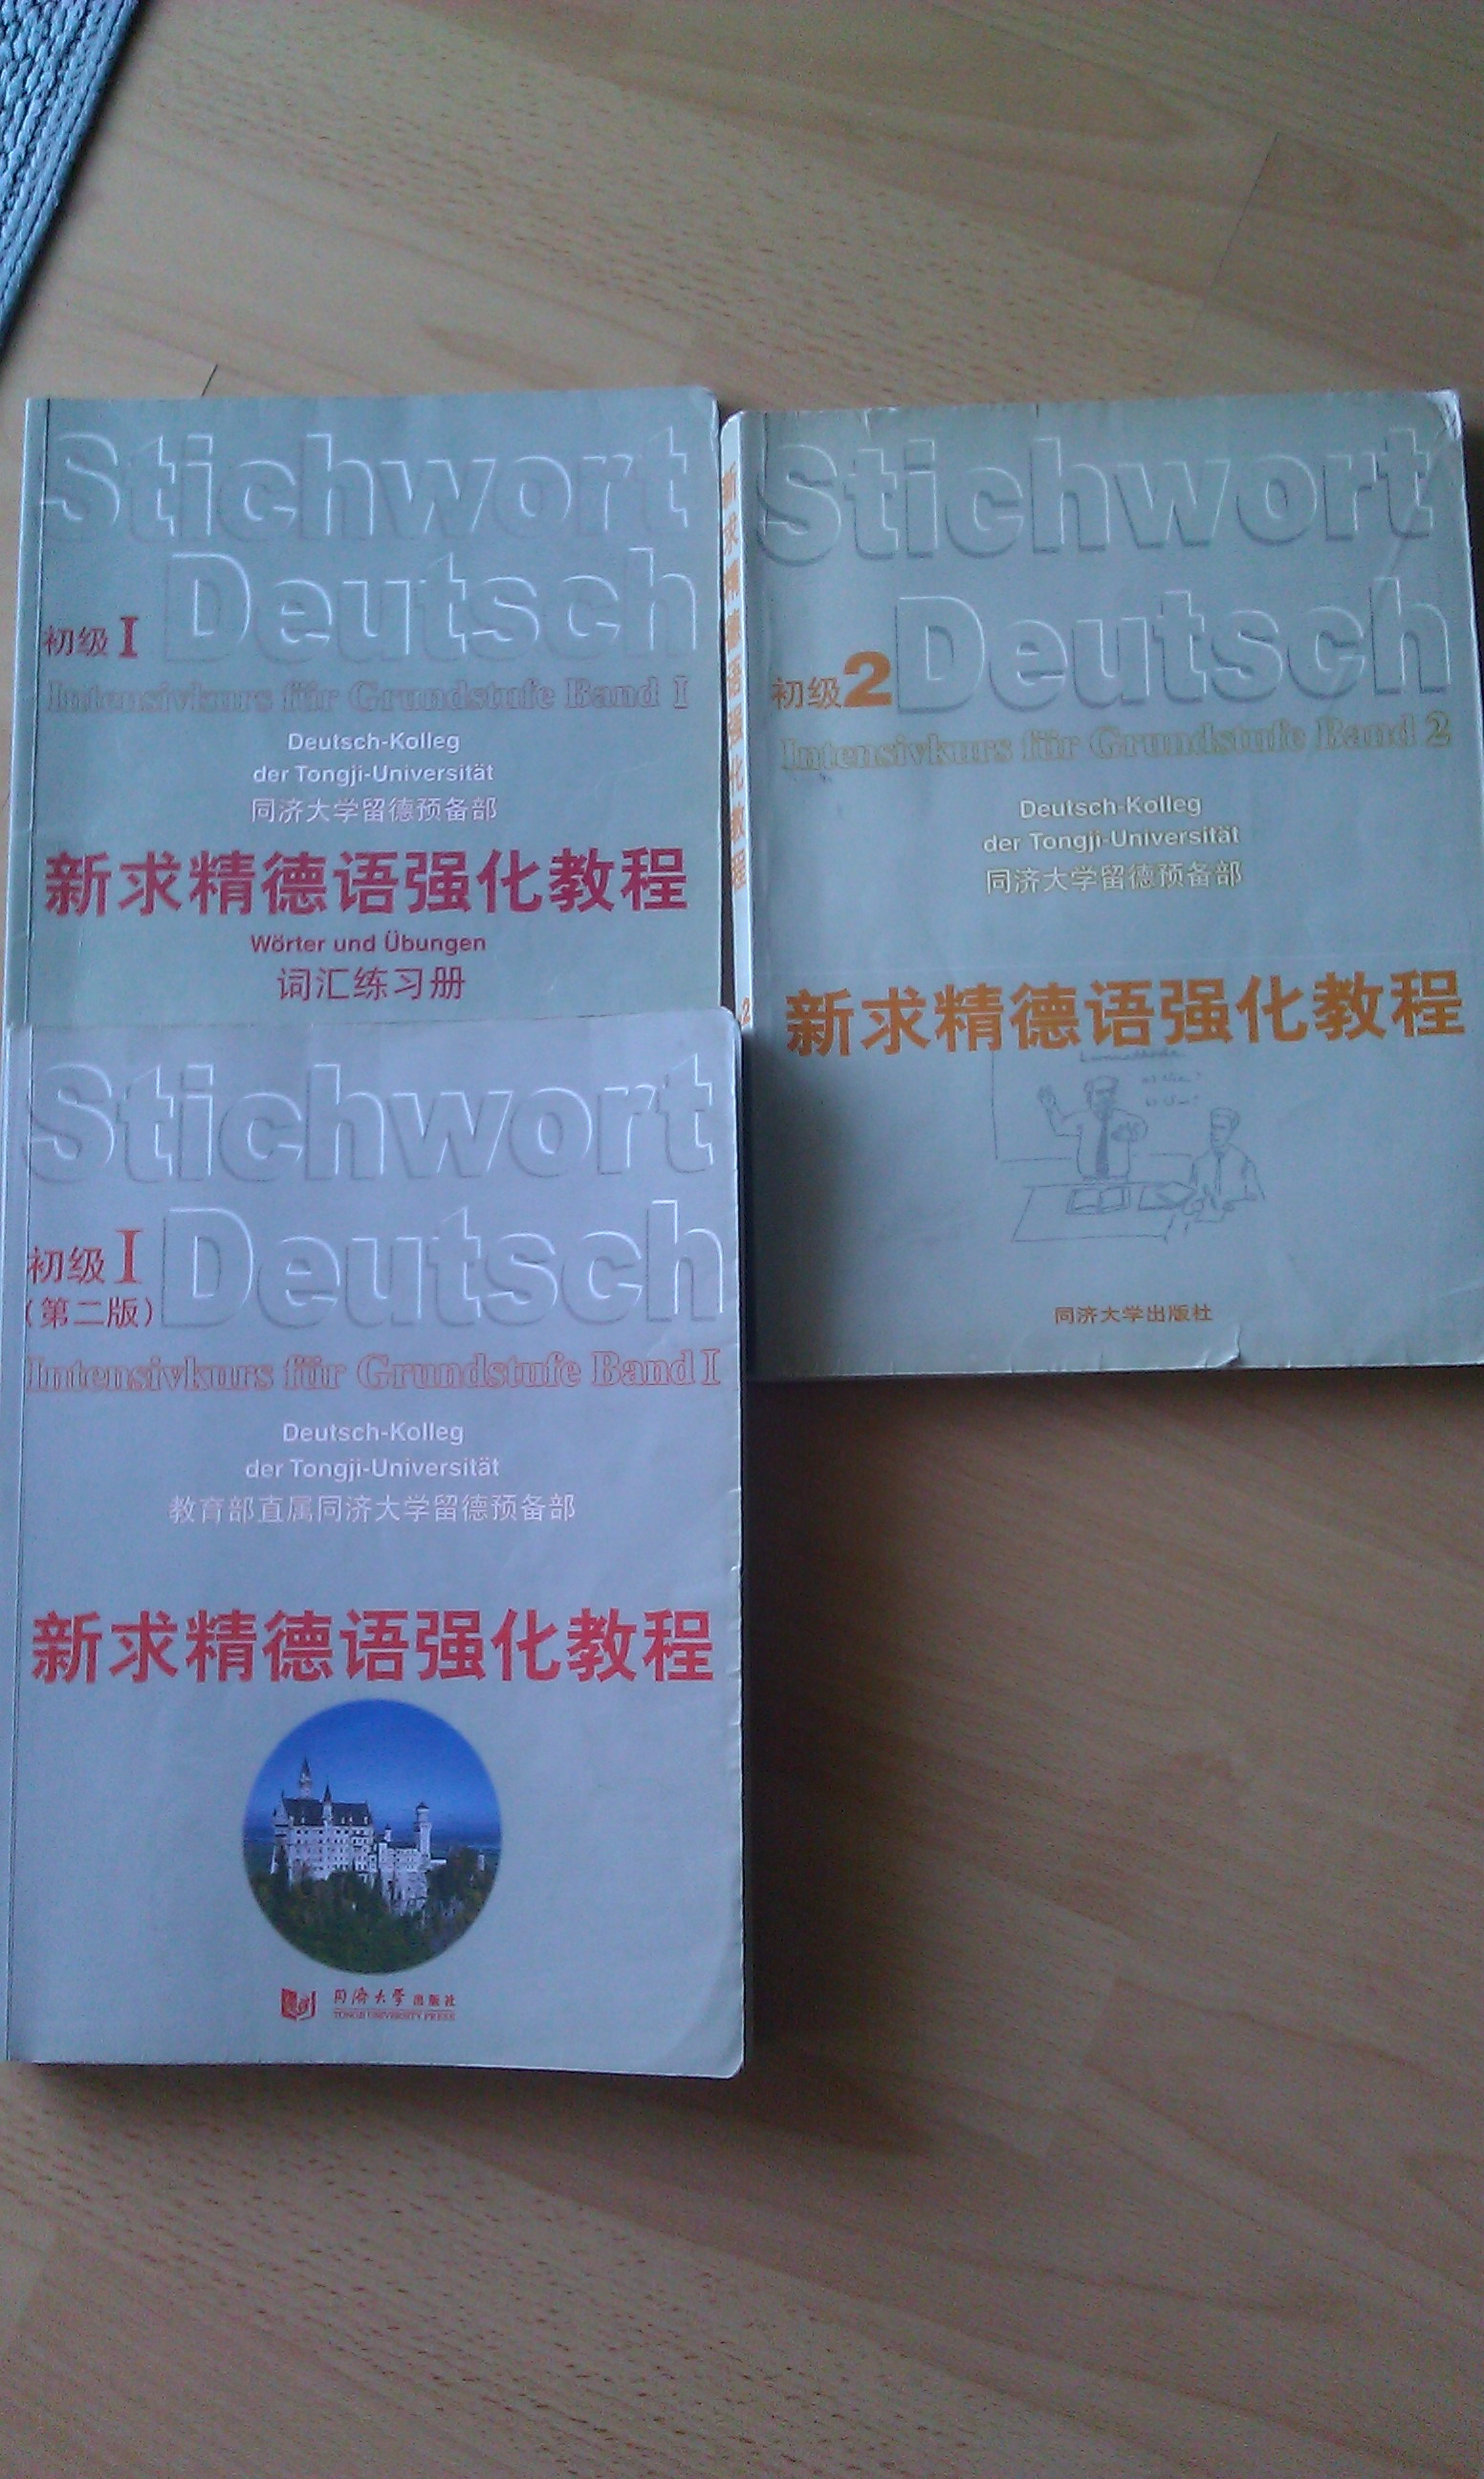 Stichwort
Deutsch
初级 I
Intensivkurs für Grundstufe Band I
Deutsch-Kolleg
der Tongji-Universität
同济大学留德预备部
新求精德语强化教程
Wörter und Übungen
词汇练习册
新求精德语强化教程
2
Stichwort
Deutsch
初级2
Intensivkurs für Grundstufe Band 2
Deutsch-Kolleg
der Tongji-Universität
同济大学留德预备部
新求精德语强化教程
同济大学出版社
Stichwort
Deutsch
初级 I
(第二版)
Intensivkurs für Grundstufe Band I
Deutsch-Kolleg
der Tongji-Universität
教育部直属同济大学留德预备部
新求精德语强化教程
同济大学出版社
TONGJI UNIVERSITY PRESS